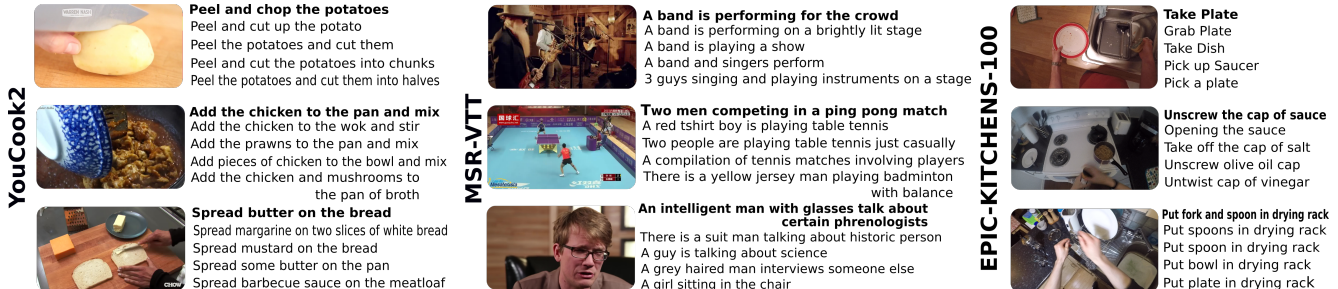 YouCook2
Peel and chop the potatoes
Peel and cut up the potato
Peel the potatoes and cut them
Peel and cut the potatoes into chunks
Peel the potatoes and cut them into halves
Add the chicken to the pan and mix
Add the chicken to the wok and stir
Add the prawns to the pan and mix
Add pieces of chicken to the bowl and mix
Add the chicken and mushrooms to
the pan of broth
Spread butter on the bread
Spread margarine on two slices of white bread
Spread mustard on the bread
Spread some butter on the pan
Spread barbecue sauce on the meatloaf
CHOW
MSR-VTT
A band is performing for the crowd
A band is performing on a brightly lit stage
A band is playing a show
A band and singers perform
3 guys singing and playing instruments on a stage
国球汇
Two men competing in a ping pong match
A red tshirt boy is playing table tennis
Two people are playing table tennis just casually
A compilation of tennis matches involving players
There is a yellow jersey man playing badminton
with balance
An intelligent man with glasses talk about
certain phrenologists
There is a suit man talking about historic person
A guy is talking about science
A grey haired man interviews someone else
A girl sitting in the chair
EPIC-KITCHENS-100
Take Plate
Grab Plate
Take Dish
Pick up Saucer
Pick a plate
Unscrew the cap of sauce
Opening the sauce
Take off the cap of salt
Unscrew olive oil cap
Untwist cap of vinegar
Put fork and spoon in drying rack
Put spoons in drying rack
Put spoon in drying rack
Put bowl in drying rack
Put plate in drying rack